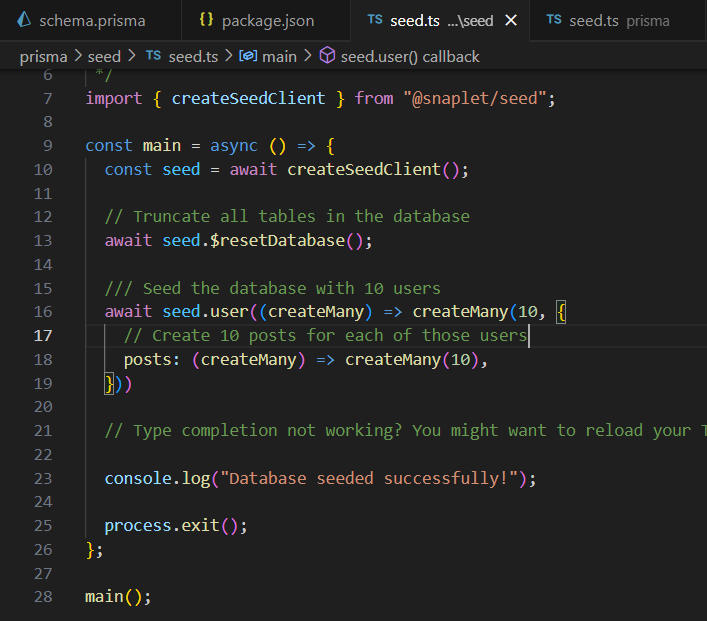 schema.prisma {} package.json TS seed.ts ...\seed × TS seed.ts prisma
prisma > seed > TS seed.ts > main > seed.user() callback
6 */
7 import { createSeedClient } from "@snaplet/seed";
8
9 const main = async () => {
10 const seed = await createSeedClient();
11
12 // Truncate all tables in the database
13 await seed.$resetDatabase();
14
15 /// Seed the database with 10 users
16 await seed.user((createMany) => createMany(10, {
17 // Create 10 posts for each of those users
18 posts: (createMany) => createMany(10),
19 }))
20
21 // Type completion not working? You might want to reload your T
22
23 console.log("Database seeded successfully!");
24
25 process.exit();
26 };
27
28 main();